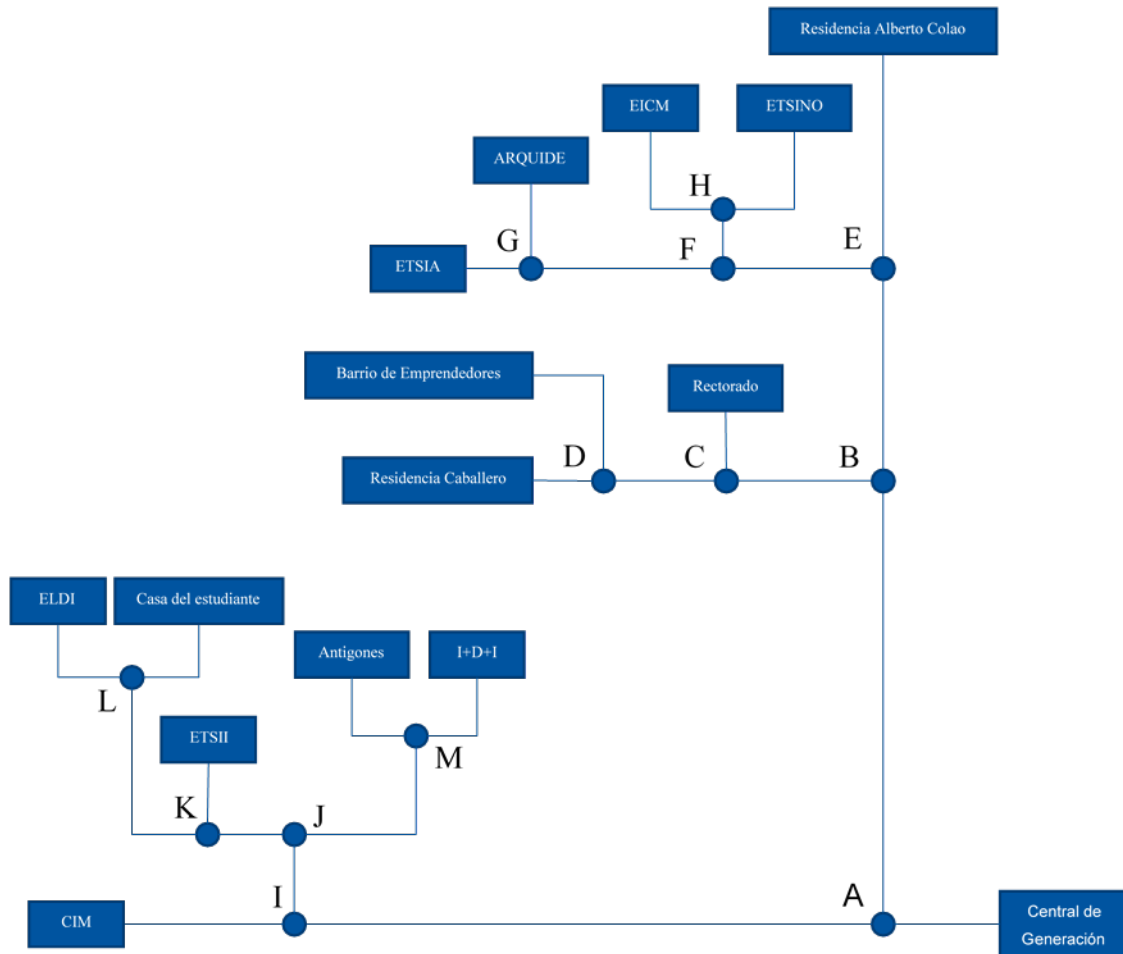 Residencia Alberto Colao
EICM
ETSINO
ARQUIDE
H
G
F
E
ETSIA
Barrio de Emprendedores
Rectorado
D
C
B
Residencia Caballero
ELDI
Casa del estudiante
Antigones
I+D+I
L
ETSII
M
K
J
I
A
CIM
Central de
Generación